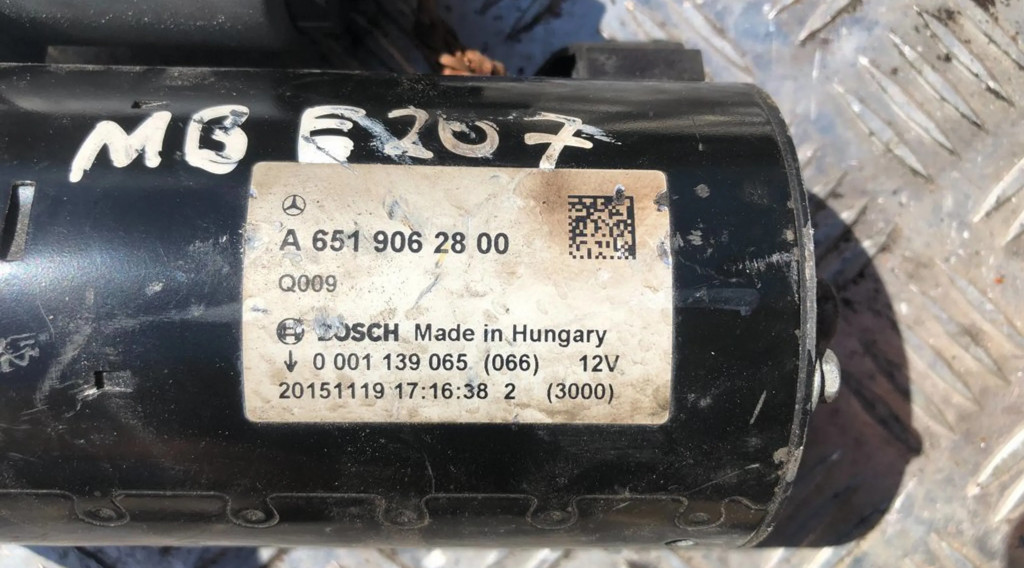 MB E207
A 651 906 28 00
Q009
BOSCH Made in Hungary
↓ 0 001 139 065 (066) 12V
20151119 17:16:38 2 (3000)